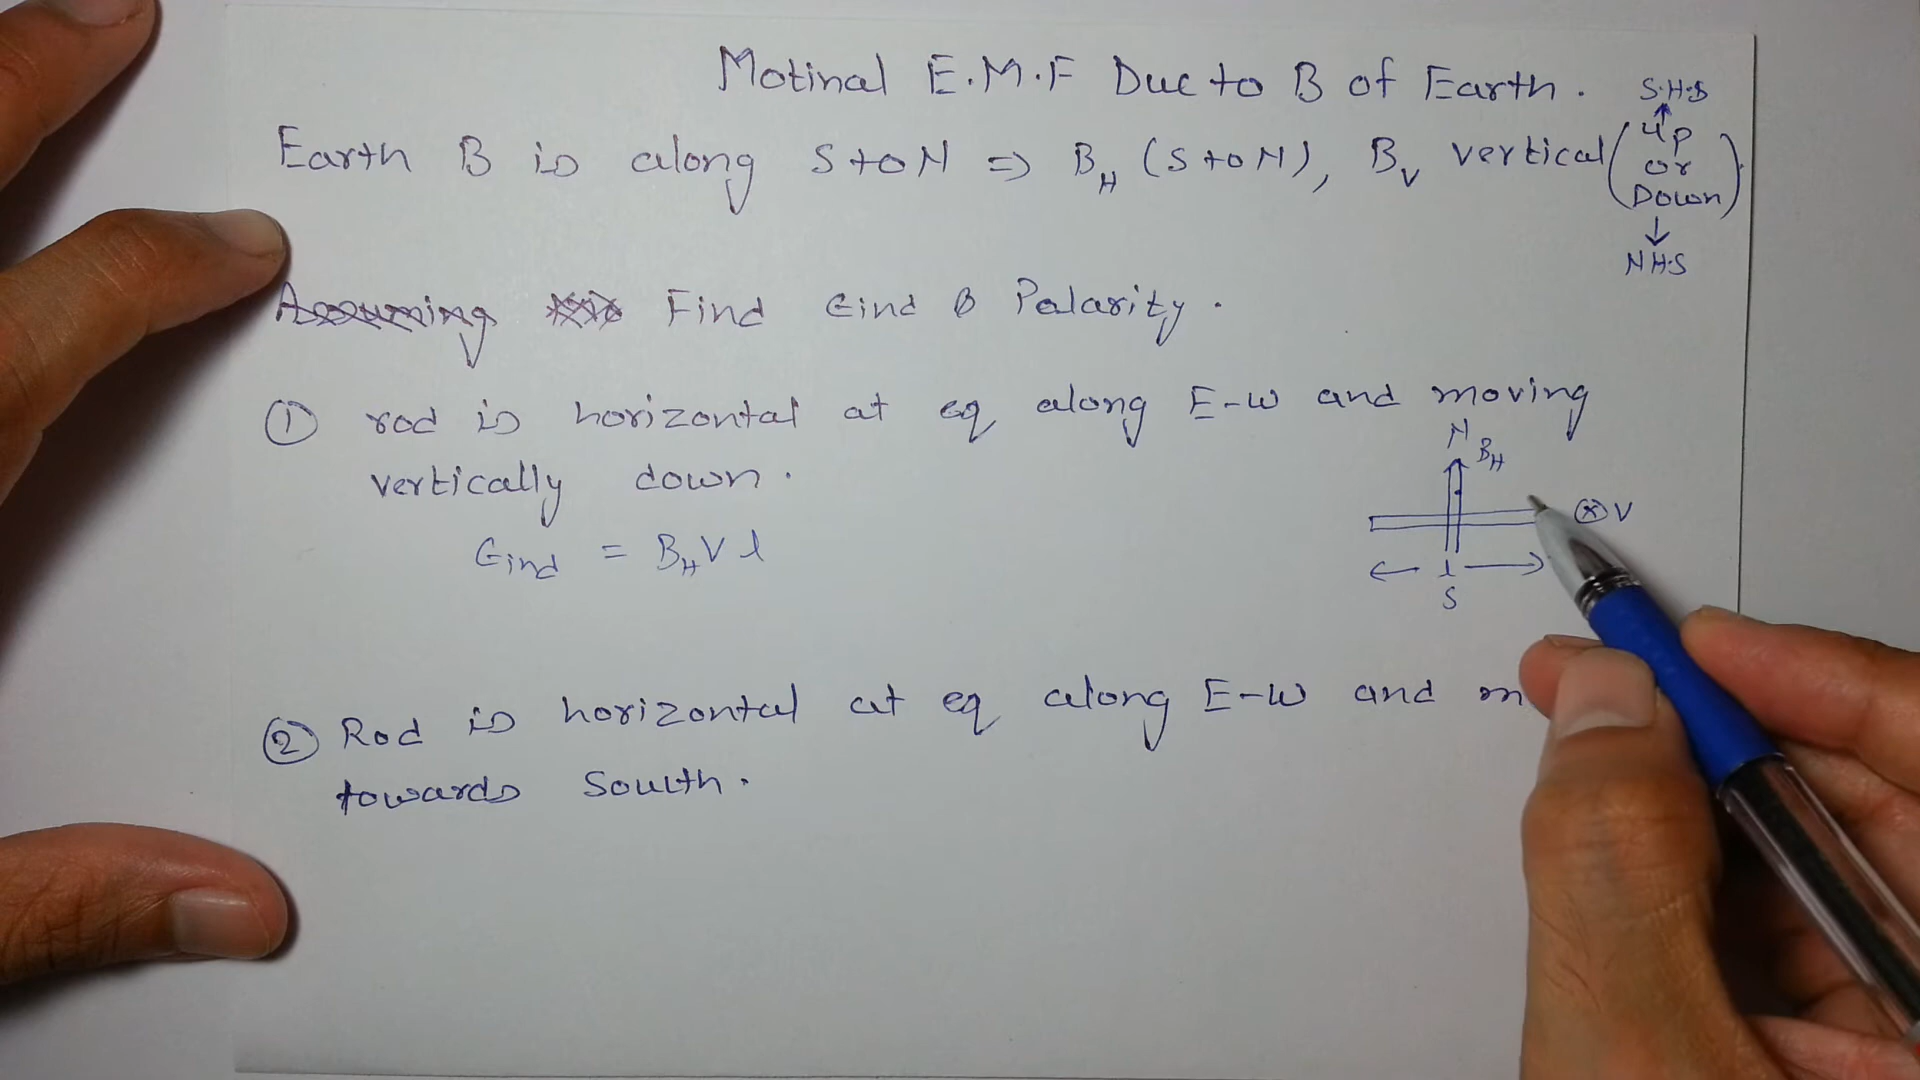 Motinal E.M.F Due to B of Earth.
Earth B is along S to N ⇒ B_H (S to N), B_V vertical (up or Down)
S.H.S
N.H.S
Find Eind & Polarity.
① rod is horizontal at eq along E-W and moving
vertically down.
Eind = B_H V l
N
B_H
⊗ V
l
S
② Rod is horizontal at eq along E-W and m
towards South.